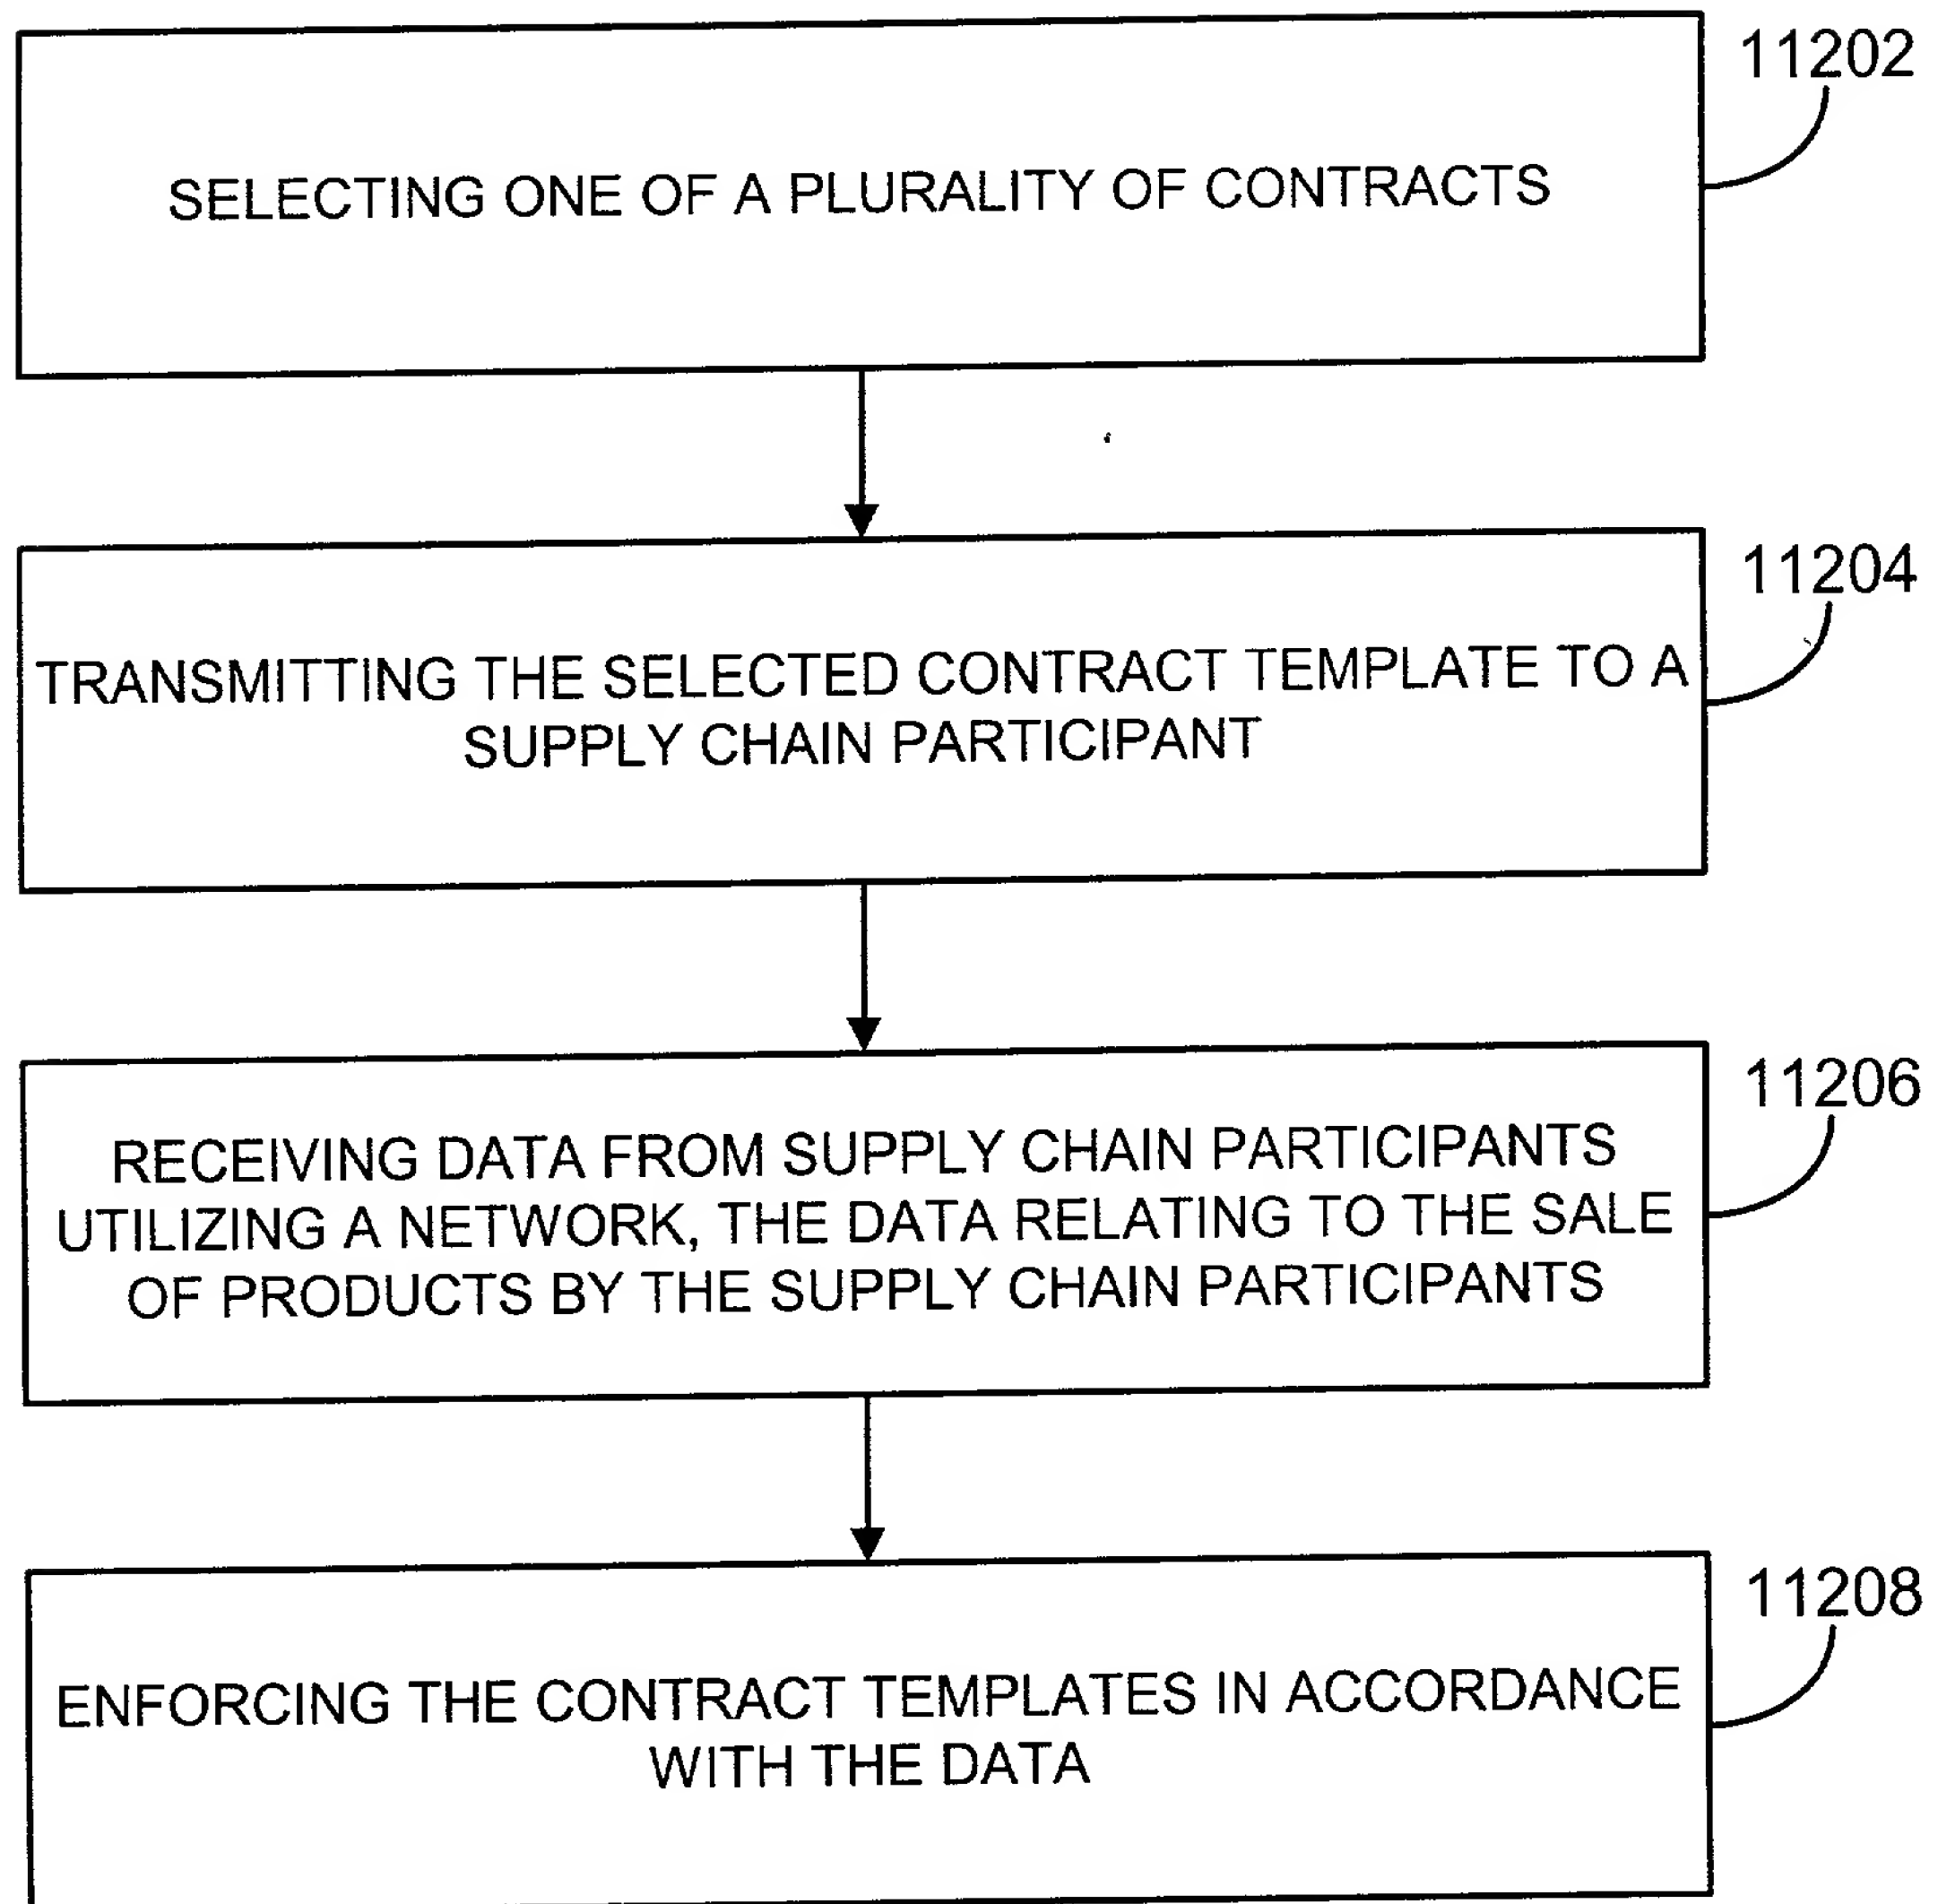 11202
SELECTING ONE OF A PLURALITY OF CONTRACTS
11204
TRANSMITTING THE SELECTED CONTRACT TEMPLATE TO A
SUPPLY CHAIN PARTICIPANT
11206
RECEIVING DATA FROM SUPPLY CHAIN PARTICIPANTS
UTILIZING A NETWORK, THE DATA RELATING TO THE SALE
OF PRODUCTS BY THE SUPPLY CHAIN PARTICIPANTS
11208
ENFORCING THE CONTRACT TEMPLATES IN ACCORDANCE
WITH THE DATA